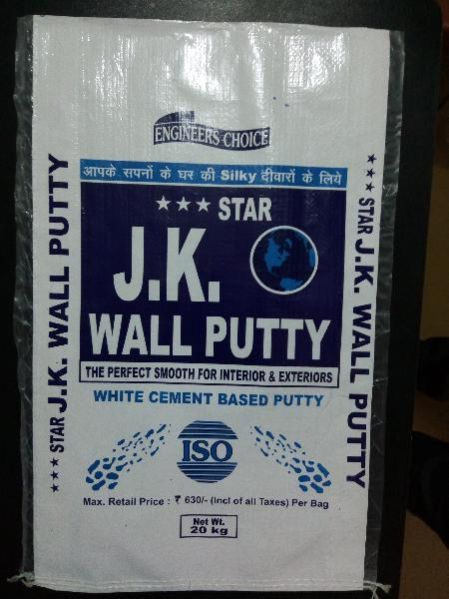 ENGINEERS CHOICE
आपके सपनों के घर की Silky दीवारों के लिये
★★★ STAR
J.K.
WALL PUTTY
THE PERFECT SMOOTH FOR INTERIOR & EXTERIORS
WHITE CEMENT BASED PUTTY
ISO
Max. Retail Price : ₹ 630/- (Incl of all Taxes) Per Bag
Net Wt.
20 kg
★★★ STAR J.K. WALL PUTTY
★★★ STAR J.K. WALL PUTTY